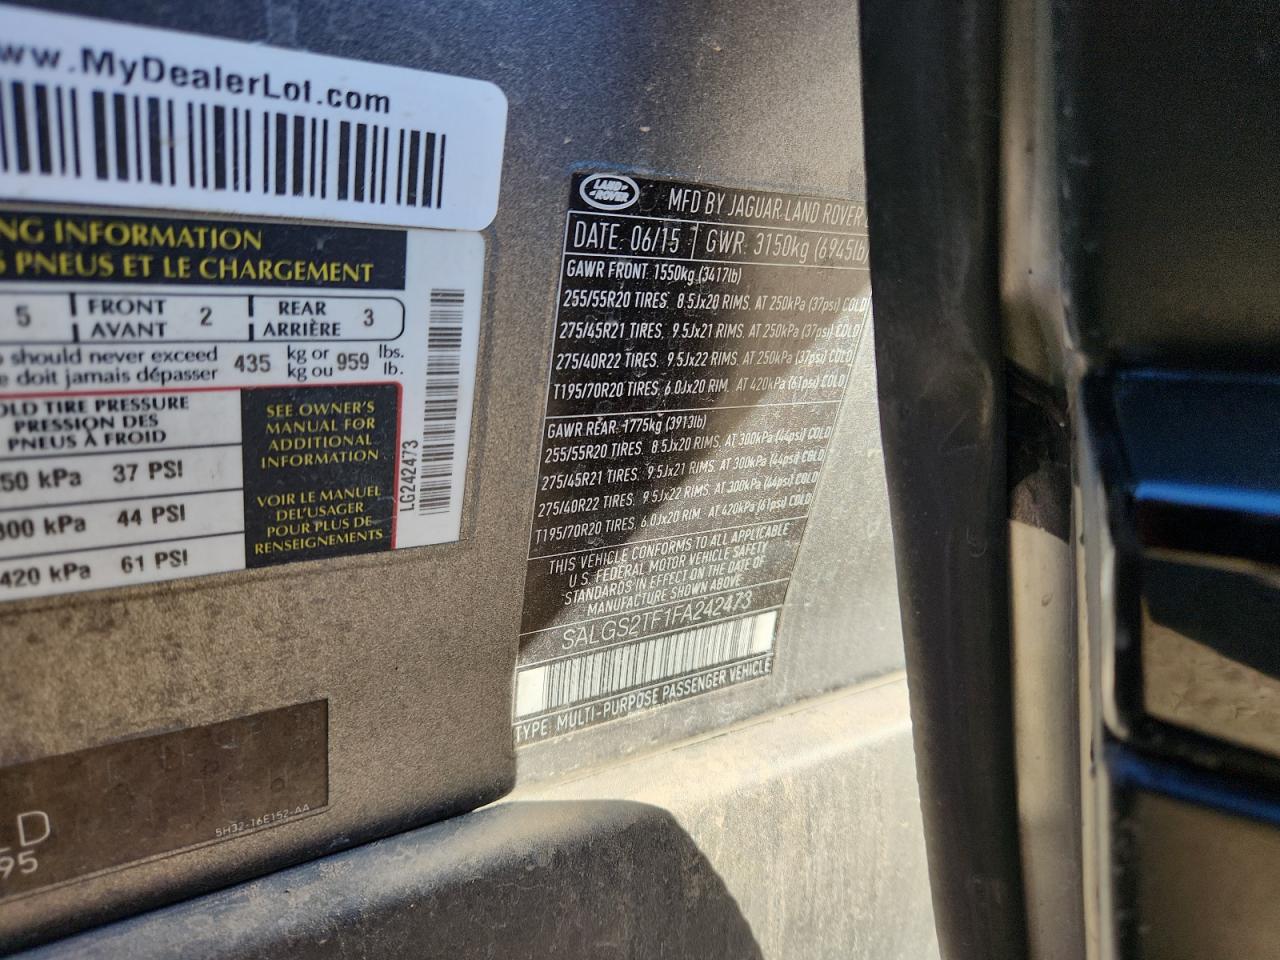 www.MyDealerLot.com
NG INFORMATION
S PNEUS ET LE CHARGEMENT
5 FRONT AVANT 2 REAR ARRIÈRE 3
should never exceed 435 kg or 959 lbs.
e doit jamais dépasser kg ou lb.
OLD TIRE PRESSURE
PRESSION DES
PNEUS À FROID
250 kPa 37 PSI
300 kPa 44 PSI
420 kPa 61 PSI
SEE OWNER'S
MANUAL FOR
ADDITIONAL
INFORMATION
VOIR LE MANUEL
DEL'USAGER
POUR PLUS DE
RENSEIGNEMENTS
LG242473
LAND
ROVER
MFD BY JAGUAR LAND ROVER
DATE: 06/15 GWR: 3150kg (6945lb)
GAWR FRONT 1550kg (3417lb)
255/55R20 TIRES. 8.5Jx20 RIMS. AT 250kPa (37psi) COLD
275/45R21 TIRES. 9.5Jx21 RIMS. AT 250kPa (37psi) COLD
275/40R22 TIRES. 9.5Jx22 RIMS. AT 250kPa (37psi) COLD
T195/70R20 TIRES. 6.0Jx20 RIM. AT 420kPa (61psi) COLD
GAWR REAR 1775kg (3913lb)
255/55R20 TIRES. 8.5Jx20 RIMS. AT 300kPa (44psi) COLD
275/45R21 TIRES. 9.5Jx21 RIMS. AT 300kPa (44psi) COLD
275/40R22 TIRES. 9.5Jx22 RIMS. AT 300kPa (44psi) COLD
T195/70R20 TIRES. 6.0Jx20 RIM. AT 420kPa (61psi) COLD
THIS VEHICLE CONFORMS TO ALL APPLICABLE
U.S. FEDERAL MOTOR VEHICLE SAFETY
STANDARDS IN EFFECT ON THE DATE OF
MANUFACTURE SHOWN ABOVE
SALGS2TF1FA242473
TYPE: MULTI-PURPOSE PASSENGER VEHICLE
LD
95
5H32-16E152-AA